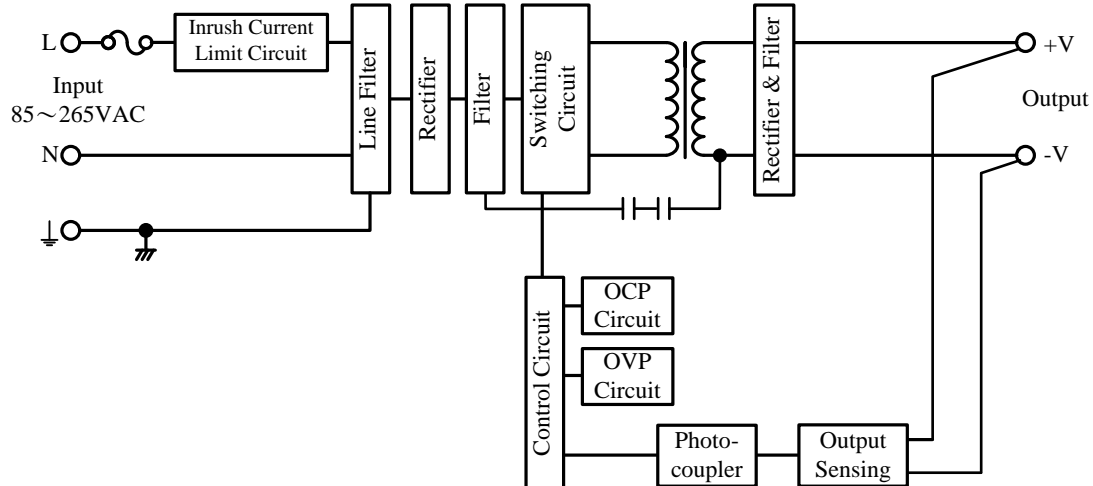 Inrush Current
Limit Circuit
L
Input
85～265VAC
N
Line Filter
Rectifier
Filter
Switching
Circuit
Rectifier & Filter
+V
Output
-V
Control Circuit
OCP
Circuit
OVP
Circuit
Photo-
coupler
Output
Sensing